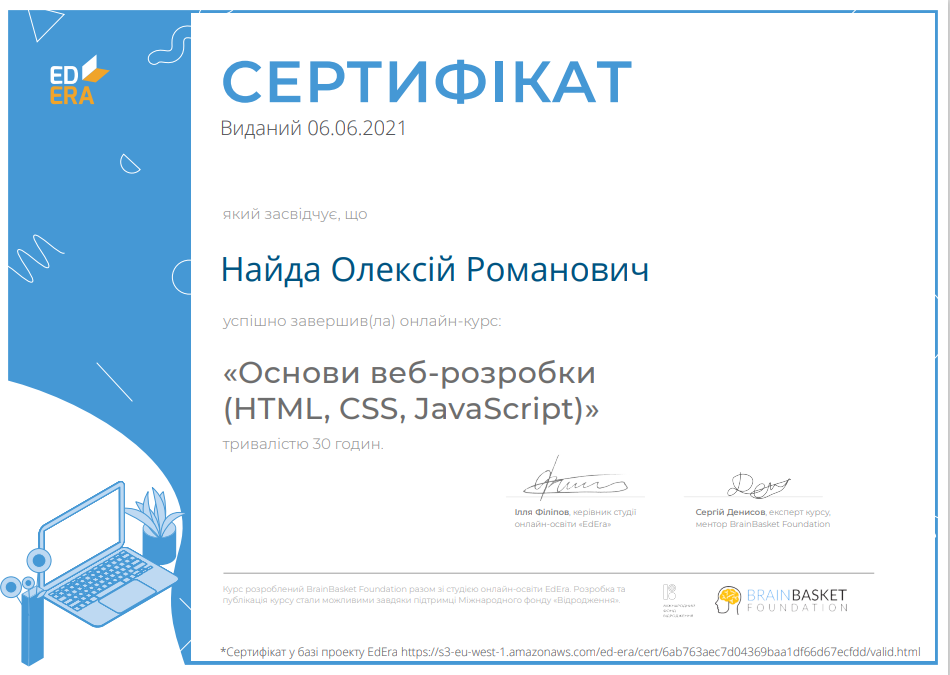 ED
ERA
СЕРТИФІКАТ
Виданий 06.06.2021
який засвідчує, що
Найда Олексій Романович
успішно завершив(ла) онлайн-курс:
«Основи веб-розробки
(HTML, CSS, JavaScript)»
тривалістю 30 годин.
Ілля Філіпов, керівник студії
онлайн-освіти «EdEra»
Сергій Денисов, експерт курсу,
ментор BrainBasket Foundation
Курс розроблений BrainBasket Foundation разом зі студією онлайн-освіти EdEra. Розробка та
публікація курсу стали можливими завдяки підтримці Міжнародного фонду «Відродження».
міжнародний
фонд
відродження
BRAINBASKET
FOUNDATION
*Сертифікат у базі проекту EdEra https://s3-eu-west-1.amazonaws.com/ed-era/cert/6ab763aec7d04369baa1df66d67ecfdd/valid.html